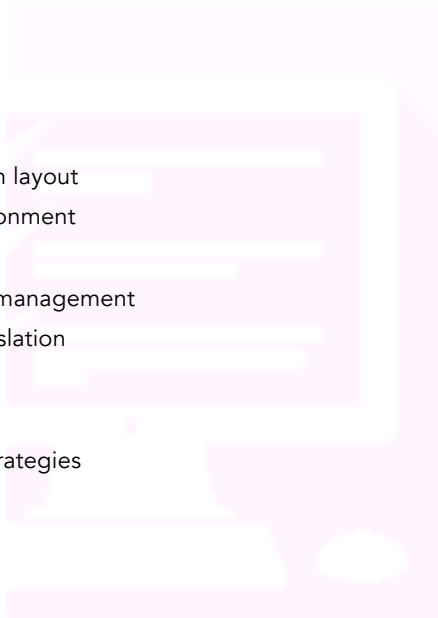 n layout
onment
management
slation
rategies